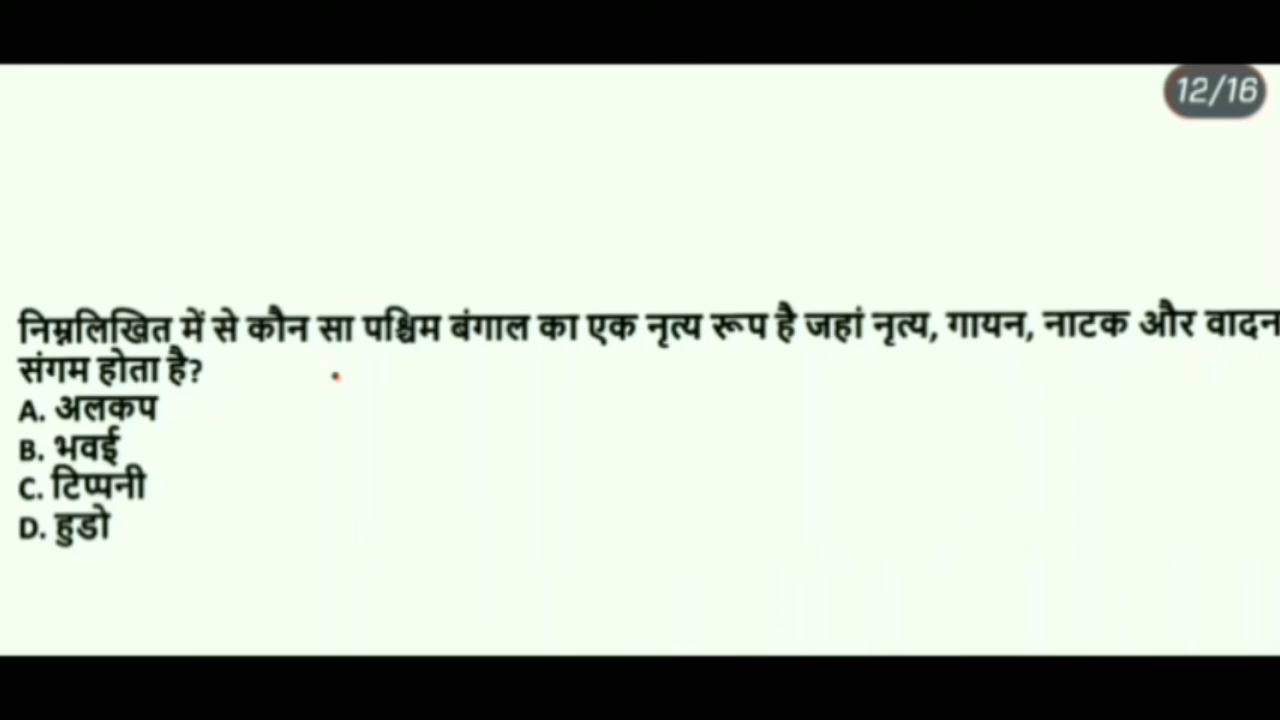 12/16
निम्नलिखित में से कौन सा पश्चिम बंगाल का एक नृत्य रूप है जहां नृत्य, गायन, नाटक और वादन
संगम होता है?
A. अलकप
B. भवई
C. टिप्पनी
D. हुडो